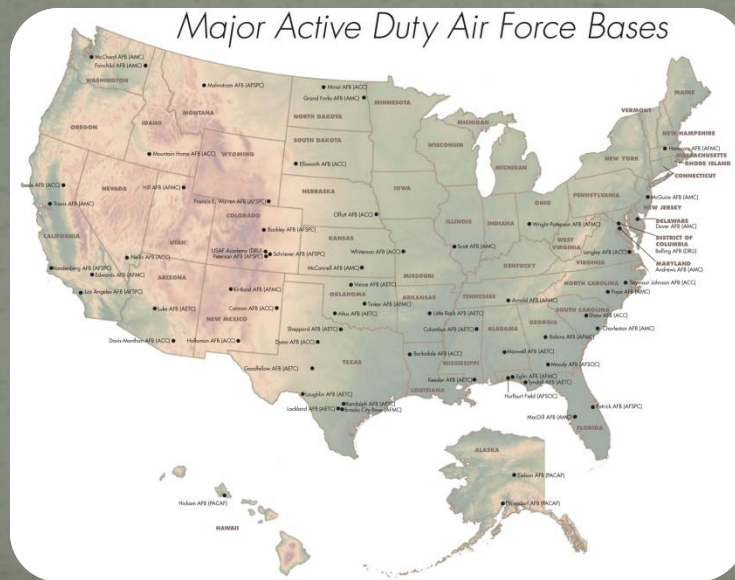 Major Active Duty Air Force Bases
McChord AFB (AMC)
Fairchild AFB (AMC)
WASHINGTON
Malmstrom AFB (AFSPC)
Minot AFB (ACC)
Grand Forks AFB (AMC)
MINNESOTA
MAINE
MONTANA
NORTH DAKOTA
OREGON
IDAHO
MICHIGAN
VERMONT
NEW HAMPSHIRE
Hanscom AFB (AFMC)
MASSACHUSETTS
RHODE ISLAND
CONNECTICUT
SOUTH DAKOTA
WISCONSIN
Mountain Home AFB (ACC)
WYOMING
Ellsworth AFB (ACC)
MICHIGAN
NEW YORK
Beale AFB (ACC)
Hill AFB (AFMC)
NEVADA
NEBRASKA
IOWA
Travis AFB (AMC)
Francis E. Warren AFB (AFSPC)
PENNSYLVANIA
McGuire AFB (AMC)
NEW JERSEY
OHIO
COLORADO
Offutt AFB (ACC)
ILLINOIS
INDIANA
Wright-Patterson AFB (AFMC)
DELAWARE
Dover AFB (AMC)
Buckley AFB (AFSPC)
DISTRICT OF
COLUMBIA
Bolling AFB (DRU)
CALIFORNIA
UTAH
KANSAS
Scott AFB (AMC)
WEST
VIRGINIA
USAF Academy (DRU)
Peterson AFB (AFSPC)
Schriever AFB (AFSPC)
Whiteman AFB (ACC)
Langley AFB (ACC)
MARYLAND
Andrews AFB (AMC)
Nellis AFB (ACC)
McConnell AFB (AMC)
MISSOURI
KENTUCKY
VIRGINIA
Vandenberg AFB (AFSPC)
Edwards AFB (AFMC)
ARIZONA
Vance AFB (AETC)
NORTH CAROLINA
Seymour Johnson AFB (ACC)
Los Angeles AFB (AFSPC)
Kirtland AFB (AFMC)
OKLAHOMA
ARKANSAS
TENNESSEE
Arnold AFB (AFMC)
Pope AFB (AMC)
Tinker AFB (AFMC)
Luke AFB (AETC)
Cannon AFB (ACC)
Altus AFB (AETC)
Little Rock AFB (AETC)
SOUTH CAROLINA
Shaw AFB (ACC)
NEW MEXICO
Sheppard AFB (AETC)
Columbus AFB (AETC)
ALABAMA
GEORGIA
Charleston AFB (AMC)
Davis-Monthan AFB (ACC)
Holloman AFB (ACC)
Dyess AFB (ACC)
Robins AFB (AFMC)
TEXAS
Barksdale AFB (ACC)
Maxwell AFB (AETC)
Goodfellow AFB (AETC)
MISSISSIPPI
Moody AFB (AFSOC)
Keesler AFB (AETC)
Eglin AFB (AFMC)
Tyndall AFB (AETC)
LOUISIANA
Hurlburt Field (AFSOC)
Laughlin AFB (AETC)
Randolph AFB (AETC)
Lackland AFB (AETC)
Brooks City-Base (AFMC)
Patrick AFB (AFSPC)
MacDill AFB (AMC)
FLORIDA
ALASKA
Eielson AFB (PACAF)
Hickam AFB (PACAF)
Elmendorf AFB (PACAF)
HAWAII